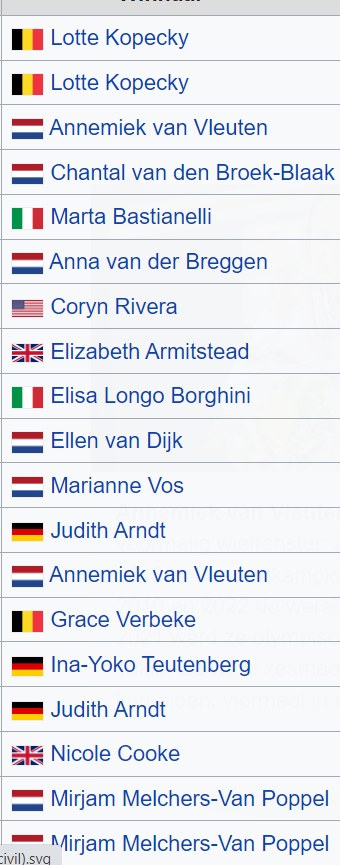 Lotte Kopecky
Lotte Kopecky
Annemiek van Vleuten
Chantal van den Broek-Blaak
Marta Bastianelli
Anna van der Breggen
Coryn Rivera
Elizabeth Armitstead
Elisa Longo Borghini
Ellen van Dijk
Marianne Vos
Judith Arndt
Annemiek van Vleuten
Grace Verbeke
Ina-Yoko Teutenberg
Judith Arndt
Nicole Cooke
Mirjam Melchers-Van Poppel
Mirjam Melchers-Van Poppel
civil).svg